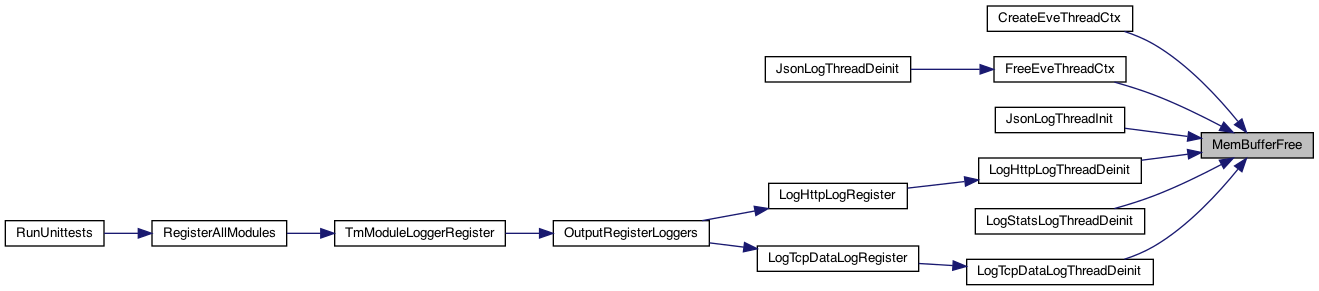 CreateEveThreadCtx
JsonLogThreadDeinit
FreeEveThreadCtx
JsonLogThreadInit
MemBufferFree
LogHttpLogThreadDeinit
LogHttpLogRegister
LogStatsLogThreadDeinit
RunUnittests
RegisterAllModules
TmModuleLoggerRegister
OutputRegisterLoggers
LogTcpDataLogRegister
LogTcpDataLogThreadDeinit